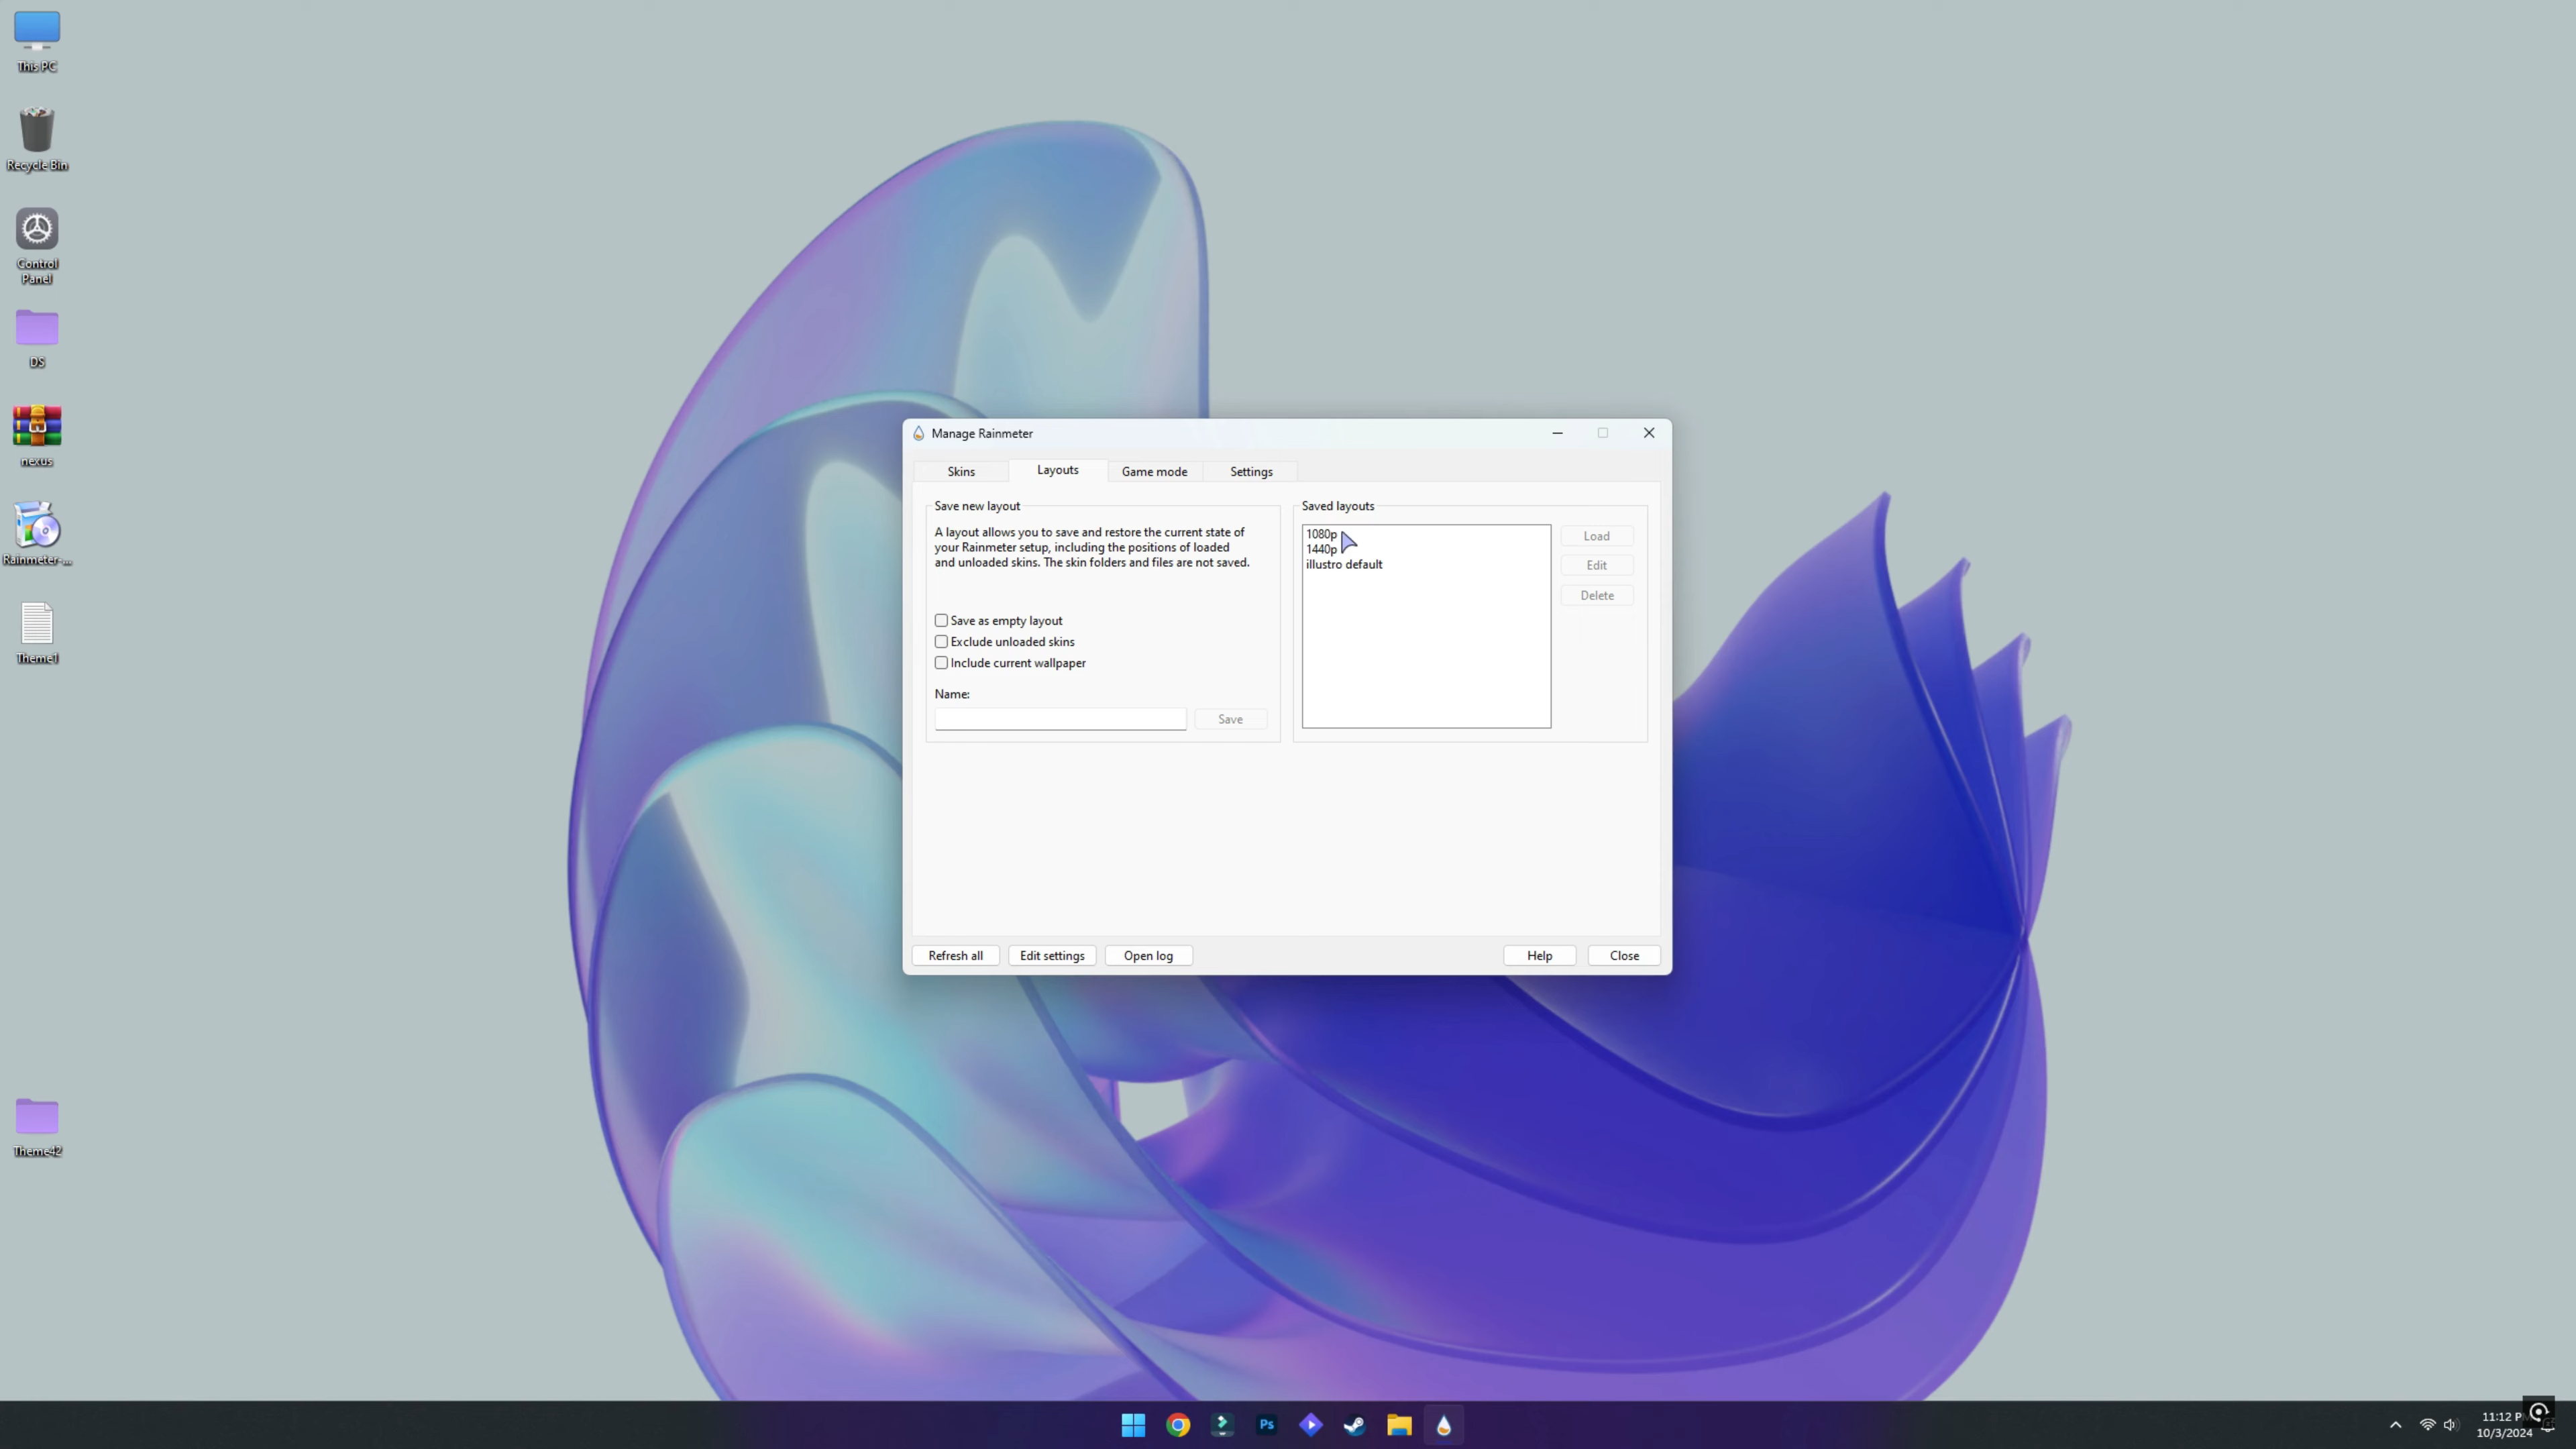 This PC
Recycle Bin
Control
Panel
DS
nexus
Rainmeter-...
Theme1
Theme42
Manage Rainmeter
Skins
Layouts
Game mode
Settings
Save new layout
A layout allows you to save and restore the current state of
your Rainmeter setup, including the positions of loaded
and unloaded skins. The skin folders and files are not saved.
Save as empty layout
Exclude unloaded skins
Include current wallpaper
Name:
Save
Saved layouts
1080p
1440p
illustro default
Load
Edit
Delete
Refresh all
Edit settings
Open log
Help
Close
Ps
11:12 P
10/3/2024